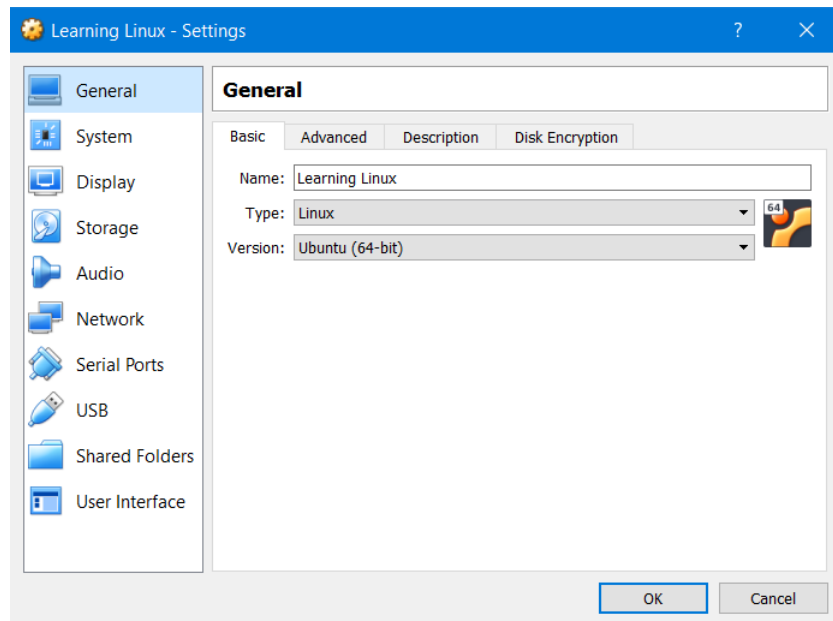 Learning Linux - Settings
?
General
System
Display
Storage
Audio
Network
Serial Ports
USB
Shared Folders
User Interface
General
Basic Advanced Description Disk Encryption
Name: Learning Linux
Type: Linux
Version: Ubuntu (64-bit)
64
OK Cancel